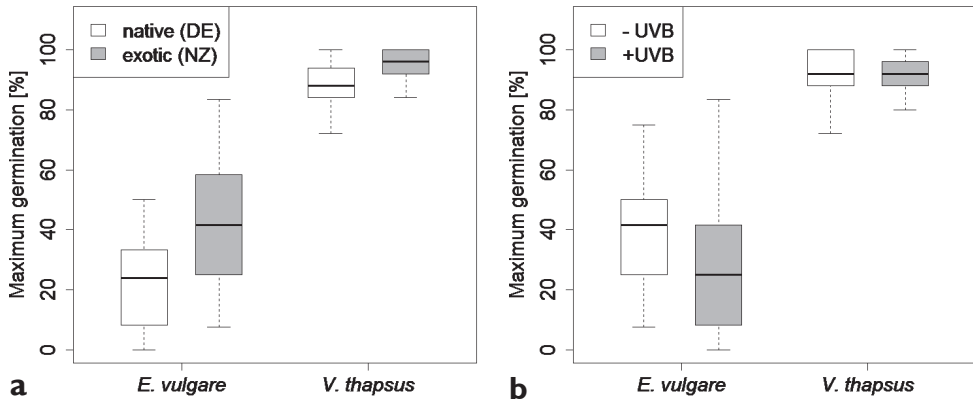 native (DE)
exotic (NZ)
Maximum germination [%]
100
80
60
40
20
0
E. vulgare
V. thapsus
a
- UVB
+UVB
Maximum germination [%]
100
80
60
40
20
0
E. vulgare
V. thapsus
b